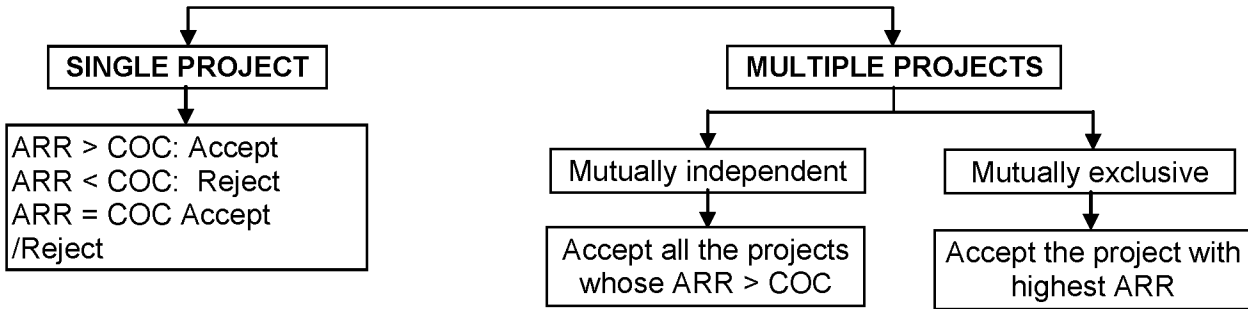 SINGLE PROJECT
ARR > COC: Accept
ARR < COC:  Reject
ARR = COC Accept
/Reject
MULTIPLE PROJECTS
Mutually independent
Accept all the projects
whose ARR > COC
Mutually exclusive
Accept the project with
highest ARR